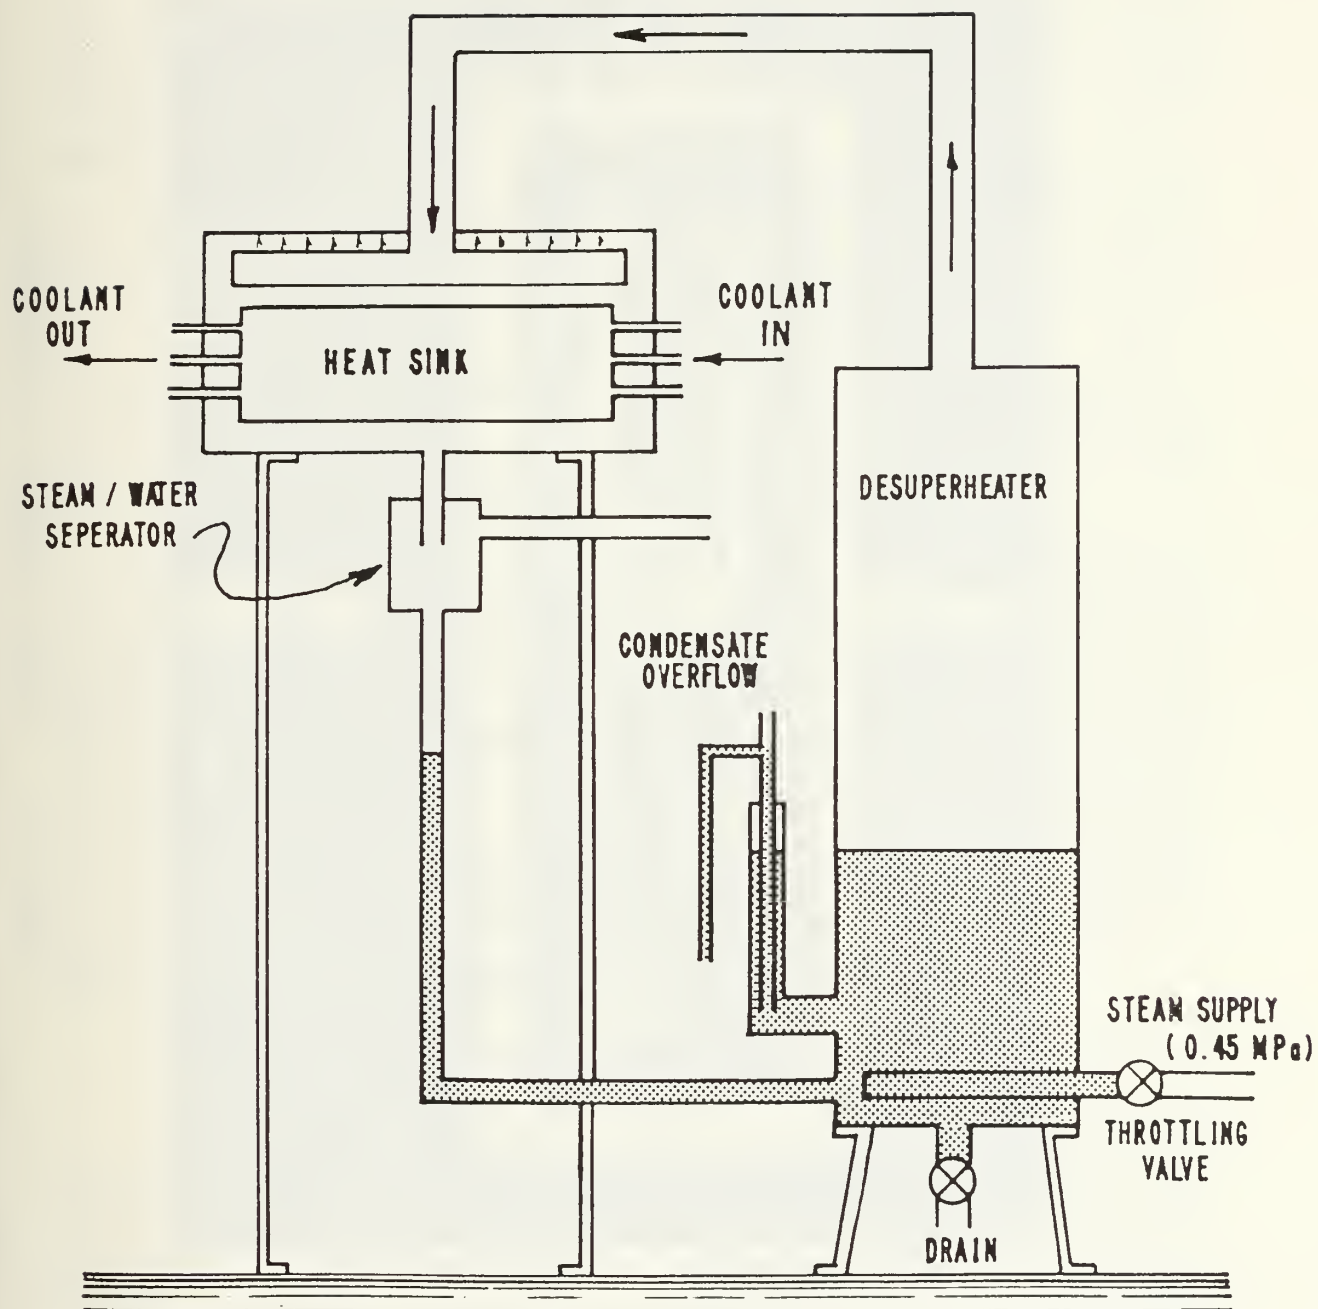 COOLANT
OUT
HEAT SINK
COOLANT
IN
STEAM / WATER
SEPERATOR
DESUPERHEATER
CONDENSATE
OVERFLOW
STEAM SUPPLY
( 0.45 MPa)
THROTTLING
VALVE
DRAIN